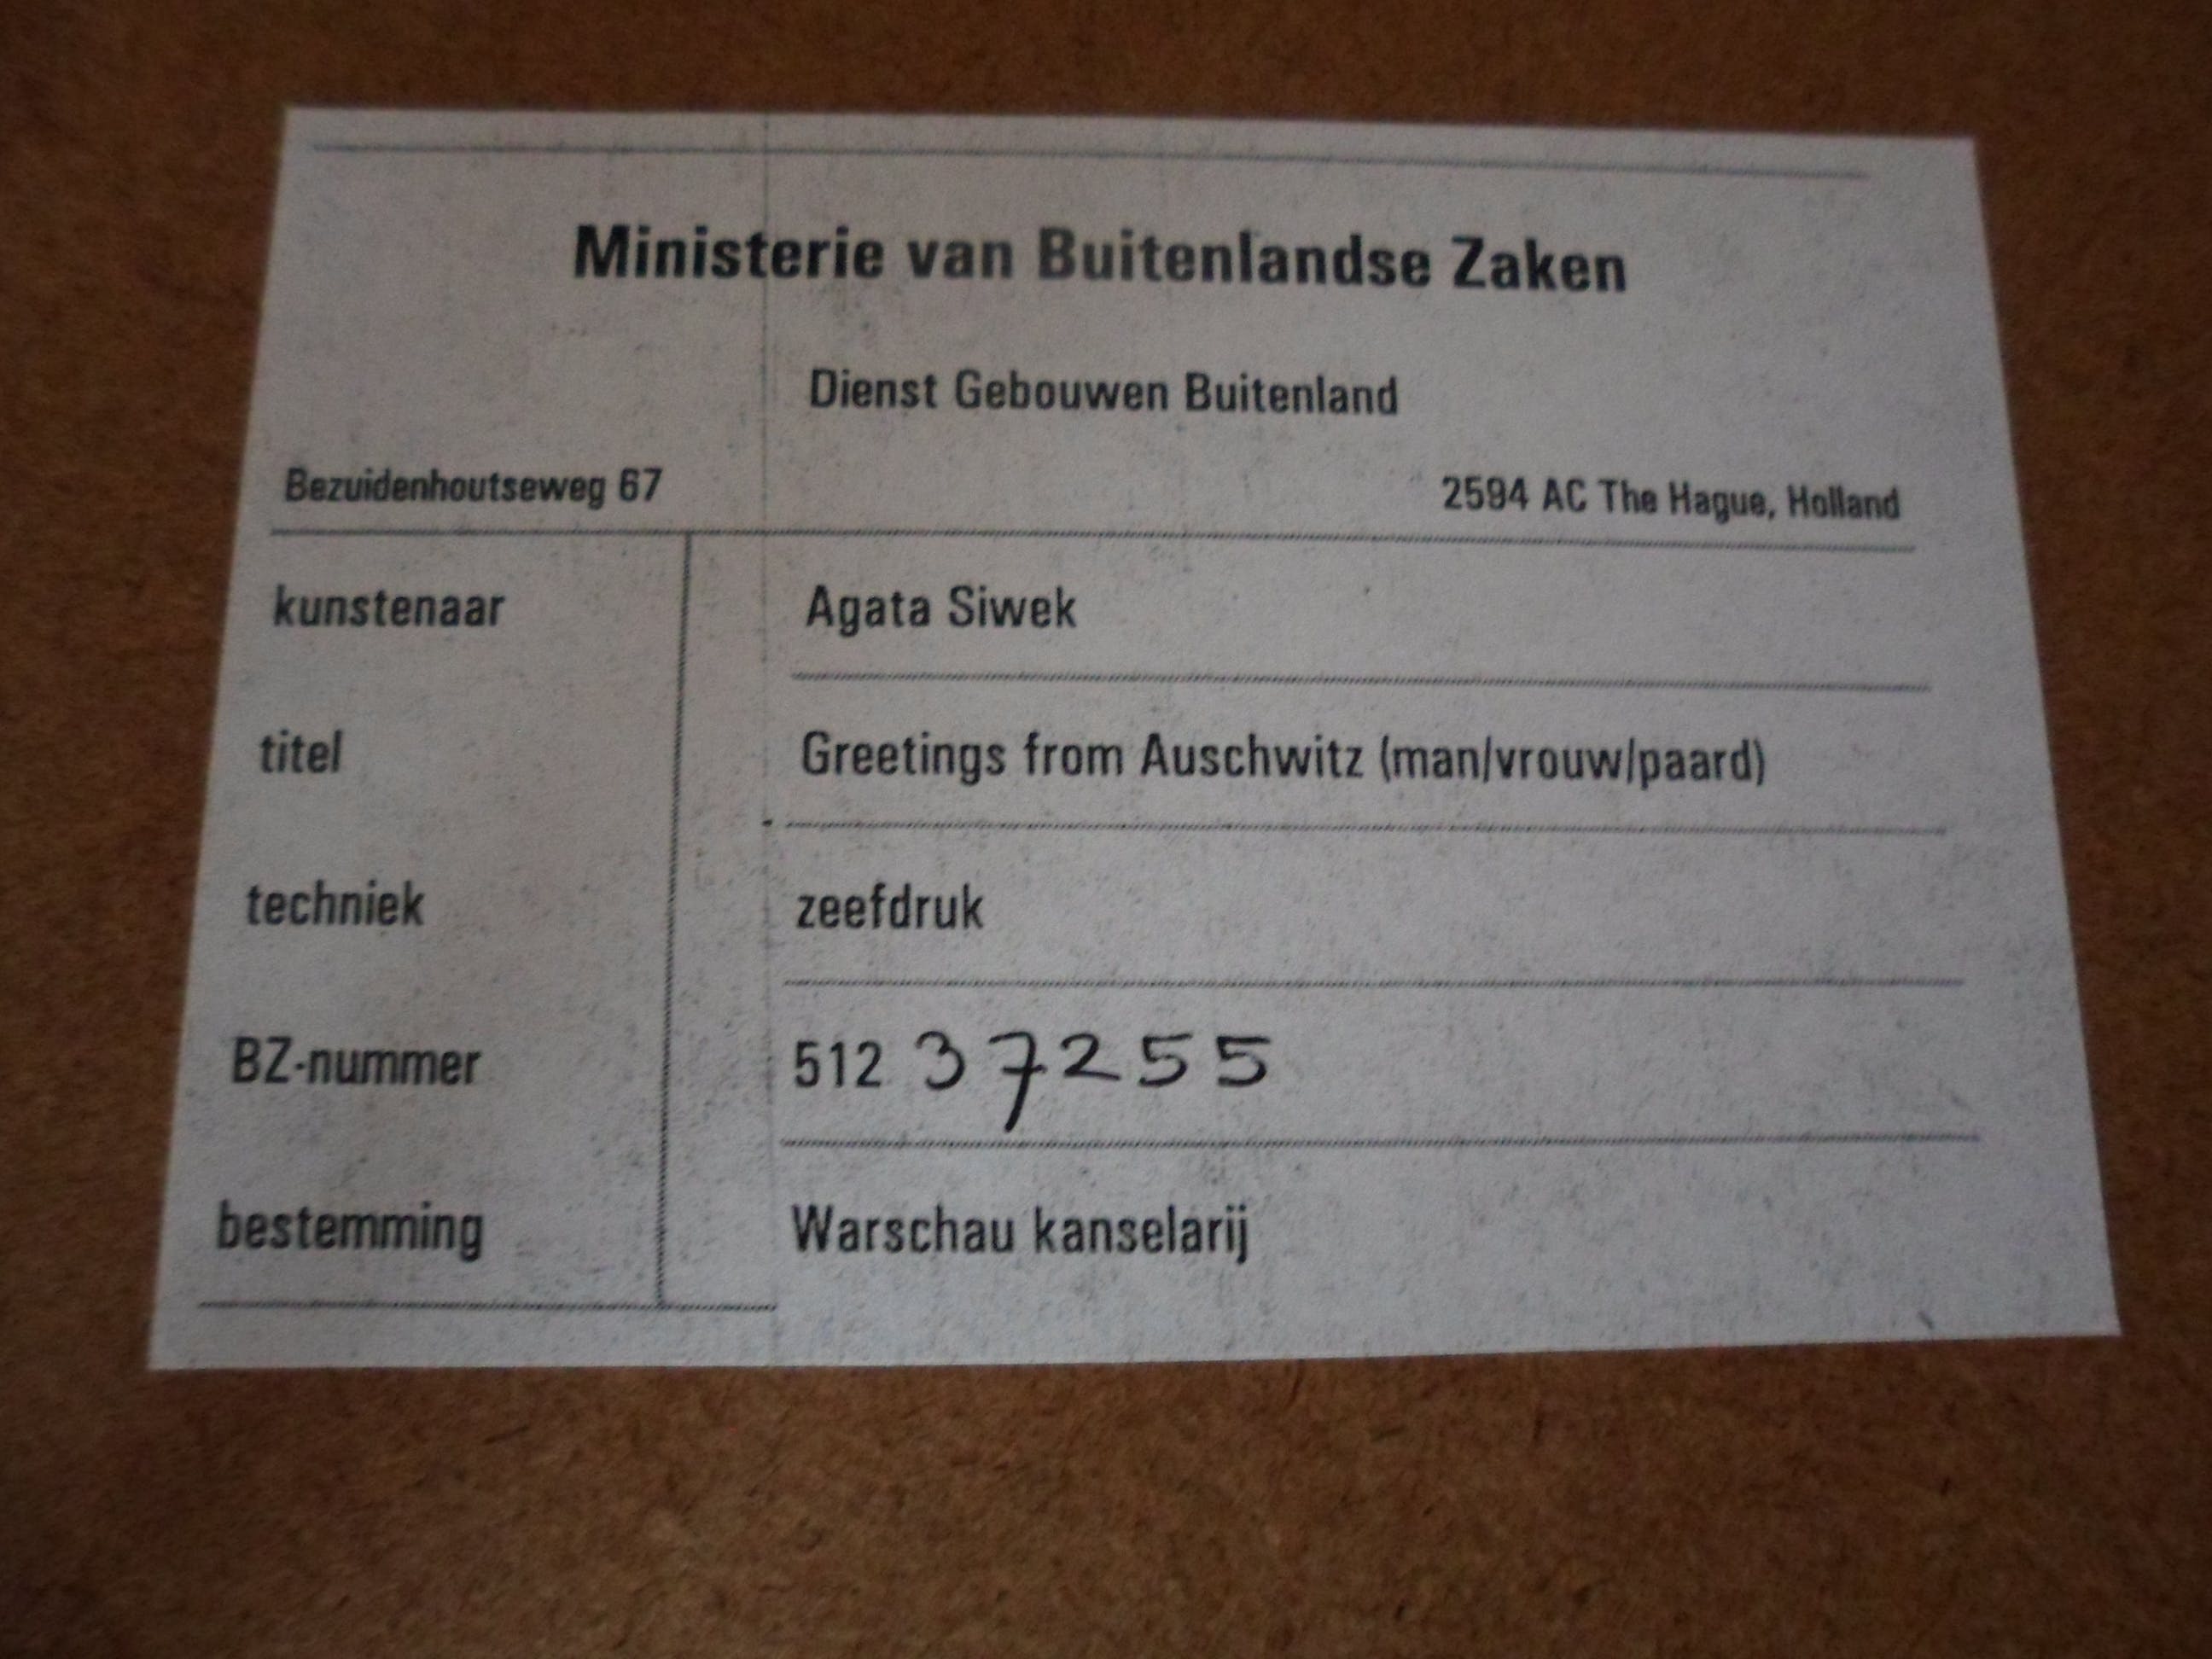 Ministerie van Buitenlandse Zaken
Dienst Gebouwen Buitenland
Bezuidenhoutseweg 67 2594 AC The Hague, Holland
kunstenaar Agata Siwek
titel Greetings from Auschwitz (man/vrouw/paard)
techniek zeefdruk
BZ-nummer 512 37255
bestemming Warschau kanselarij